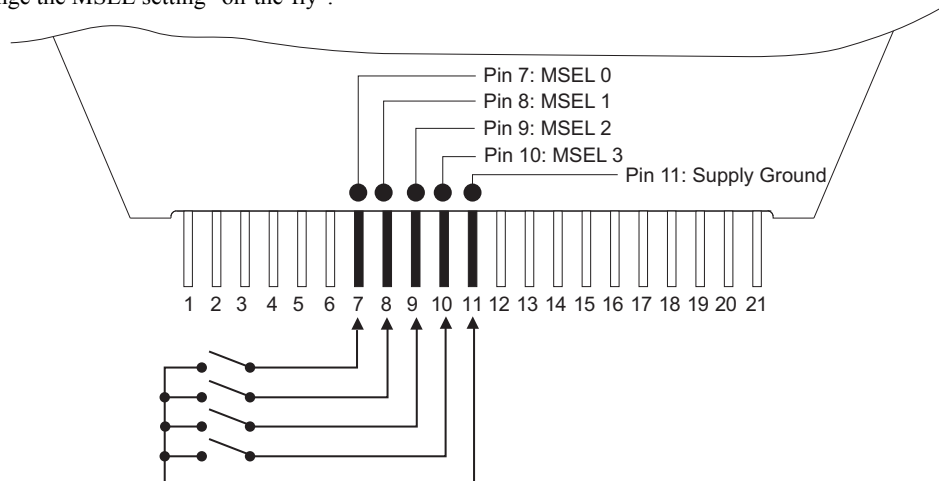 the MSEL setting "on-the-fly".
Pin 7: MSEL 0
Pin 8: MSEL 1
Pin 9: MSEL 2
Pin 10: MSEL 3
Pin 11: Supply Ground
1 2 3 4 5 6 7 8 9 10 11 12 13 14 15 16 17 18 19 20 21